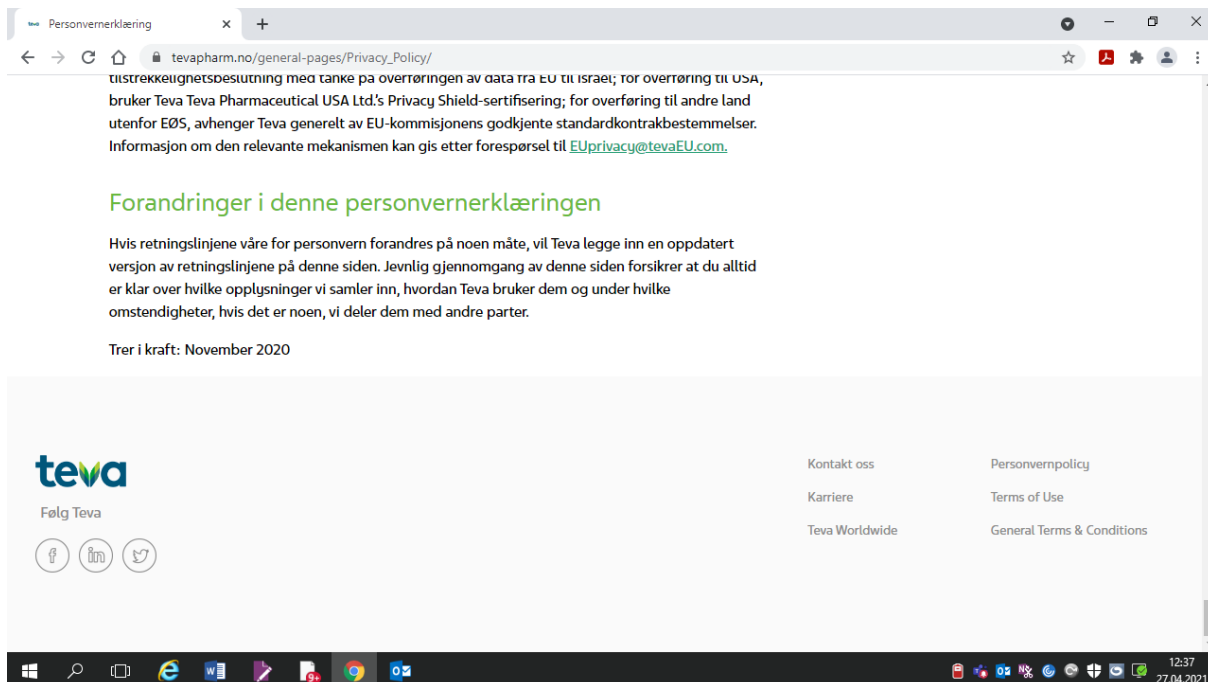 Personvernerklæring
tevapharm.no/general-pages/Privacy_Policy/
tilstrekkelighetsbeslutning med tanke på overføringen av data fra EU til Israel; for overføring til USA,
bruker Teva Teva Pharmaceutical USA Ltd.'s Privacy Shield-sertifisering; for overføring til andre land
utenfor EØS, avhenger Teva generelt av EU-kommisjonens godkjente standardkontrakbestemmelser.
Informasjon om den relevante mekanismen kan gis etter forespørsel til EUprivacy@tevaEU.com.
Forandringer i denne personvernerklæringen
Hvis retningslinjene våre for personvern forandres på noen måte, vil Teva legge inn en oppdatert
versjon av retningslinjene på denne siden. Jevnlig gjennomgang av denne siden forsikrer at du alltid
er klar over hvilke opplysninger vi samler inn, hvordan Teva bruker dem og under hvilke
omstendigheter, hvis det er noen, vi deler dem med andre parter.
Trer i kraft: November 2020
teva
Følg Teva
Kontakt oss
Karriere
Teva Worldwide
Personvernpolicy
Terms of Use
General Terms & Conditions
9+
12:37
27.04.2021